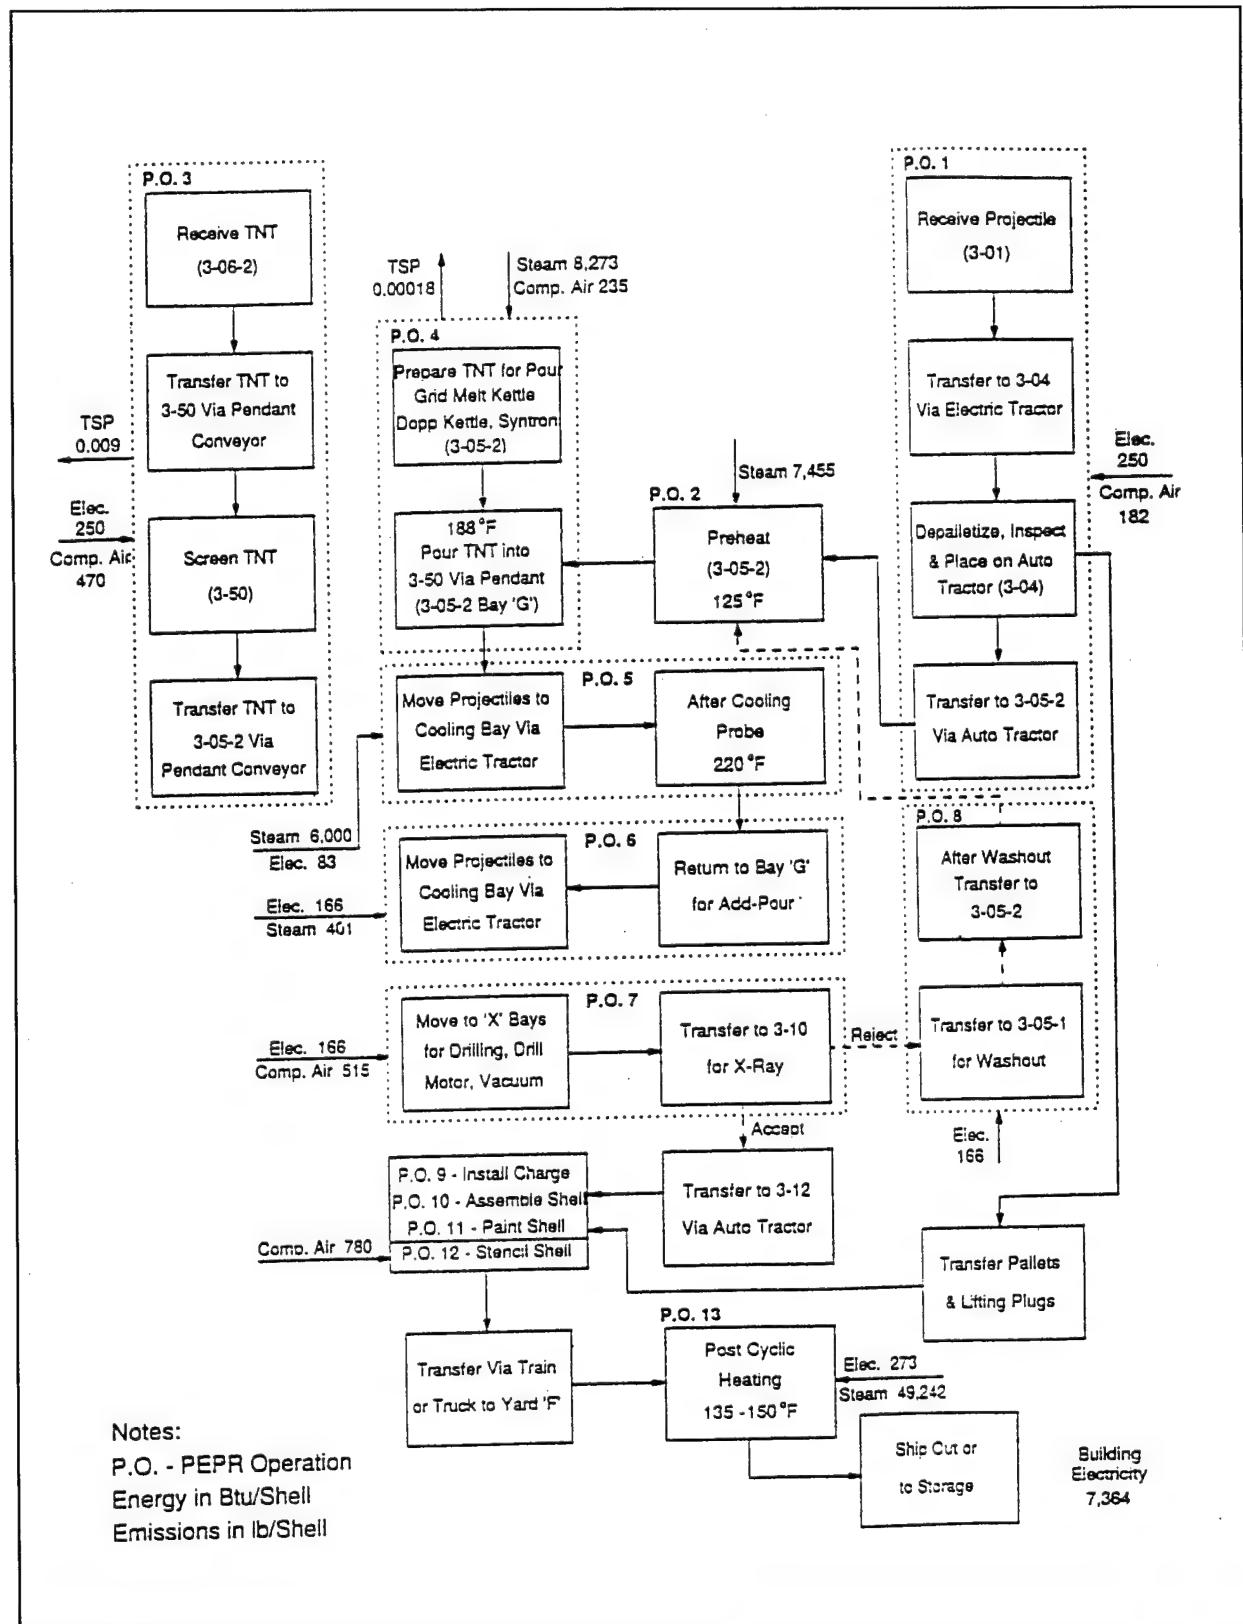 P.O. 3
Receive TNT
(3-06-2)
Transfer TNT to
3-50 Via Pendant
Conveyor
TSP
0.009
Elec.
250
Comp. Air
470
Screen TNT
(3-50)
Transfer TNT to
3-05-2 Via
Pendant Conveyor
TSP
0.00018
Steam 8,273
Comp. Air 235
P.O. 4
Prepare TNT for Pour
Grid Melt Kettle
Dopp Kettle, Syntron
(3-05-2)
188°F
Pour TNT into
3-50 Via Pendant
(3-05-2 Bay 'G')
Steam 7,455
P.O. 2
Preheat
(3-05-2)
125°F
P.O. 1
Receive Projectile
(3-01)
Transfer to 3-04
Via Electric Tractor
Elec.
250
Comp. Air
182
Depalletize, Inspect
& Place on Auto
Tractor (3-04)
Transfer to 3-05-2
Via Auto Tractor
P.O. 5
Move Projectiles to
Cooling Bay Via
Electric Tractor
After Cooling
Probe
220°F
Steam 6,000
Elec. 83
P.O. 6
Move Projectiles to
Cooling Bay Via
Electric Tractor
Return to Bay 'G'
for Add-Pour
Elec. 166
Steam 401
P.O. 8
After Washout
Transfer to
3-05-2
P.O. 7
Move to 'X' Bays
for Drilling, Drill
Motor, Vacuum
Transfer to 3-10
for X-Ray
Reject
Transfer to 3-05-1
for Washout
Elec. 166
Comp. Air 515
Elec.
166
Accept
P.O. 9 - Install Charge
P.O. 10 - Assemble Shell
P.O. 11 - Paint Shell
P.O. 12 - Stencil Shell
Comp. Air 780
Transfer to 3-12
Via Auto Tractor
Transfer Pallets
& Lifting Plugs
Transfer Via Train
or Truck to Yard 'F'
P.O. 13
Post Cyclic
Heating
135 -150°F
Elec. 273
Steam 49,242
Ship Out or
to Storage
Building
Electricity
7,364
Notes:
P.O. - PEPR Operation
Energy in Btu/Shell
Emissions in lb/Shell